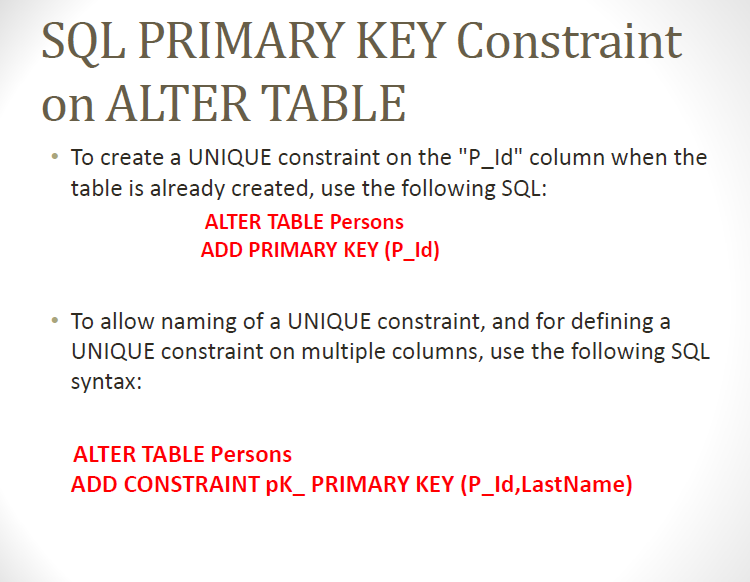 SQL PRIMARY KEY Constraint
on ALTER TABLE
• To create a UNIQUE constraint on the "P_Id" column when the
table is already created, use the following SQL:
ALTER TABLE Persons
ADD PRIMARY KEY (P_Id)
• To allow naming of a UNIQUE constraint, and for defining a
UNIQUE constraint on multiple columns, use the following SQL
syntax:
ALTER TABLE Persons
ADD CONSTRAINT pK_ PRIMARY KEY (P_Id,LastName)